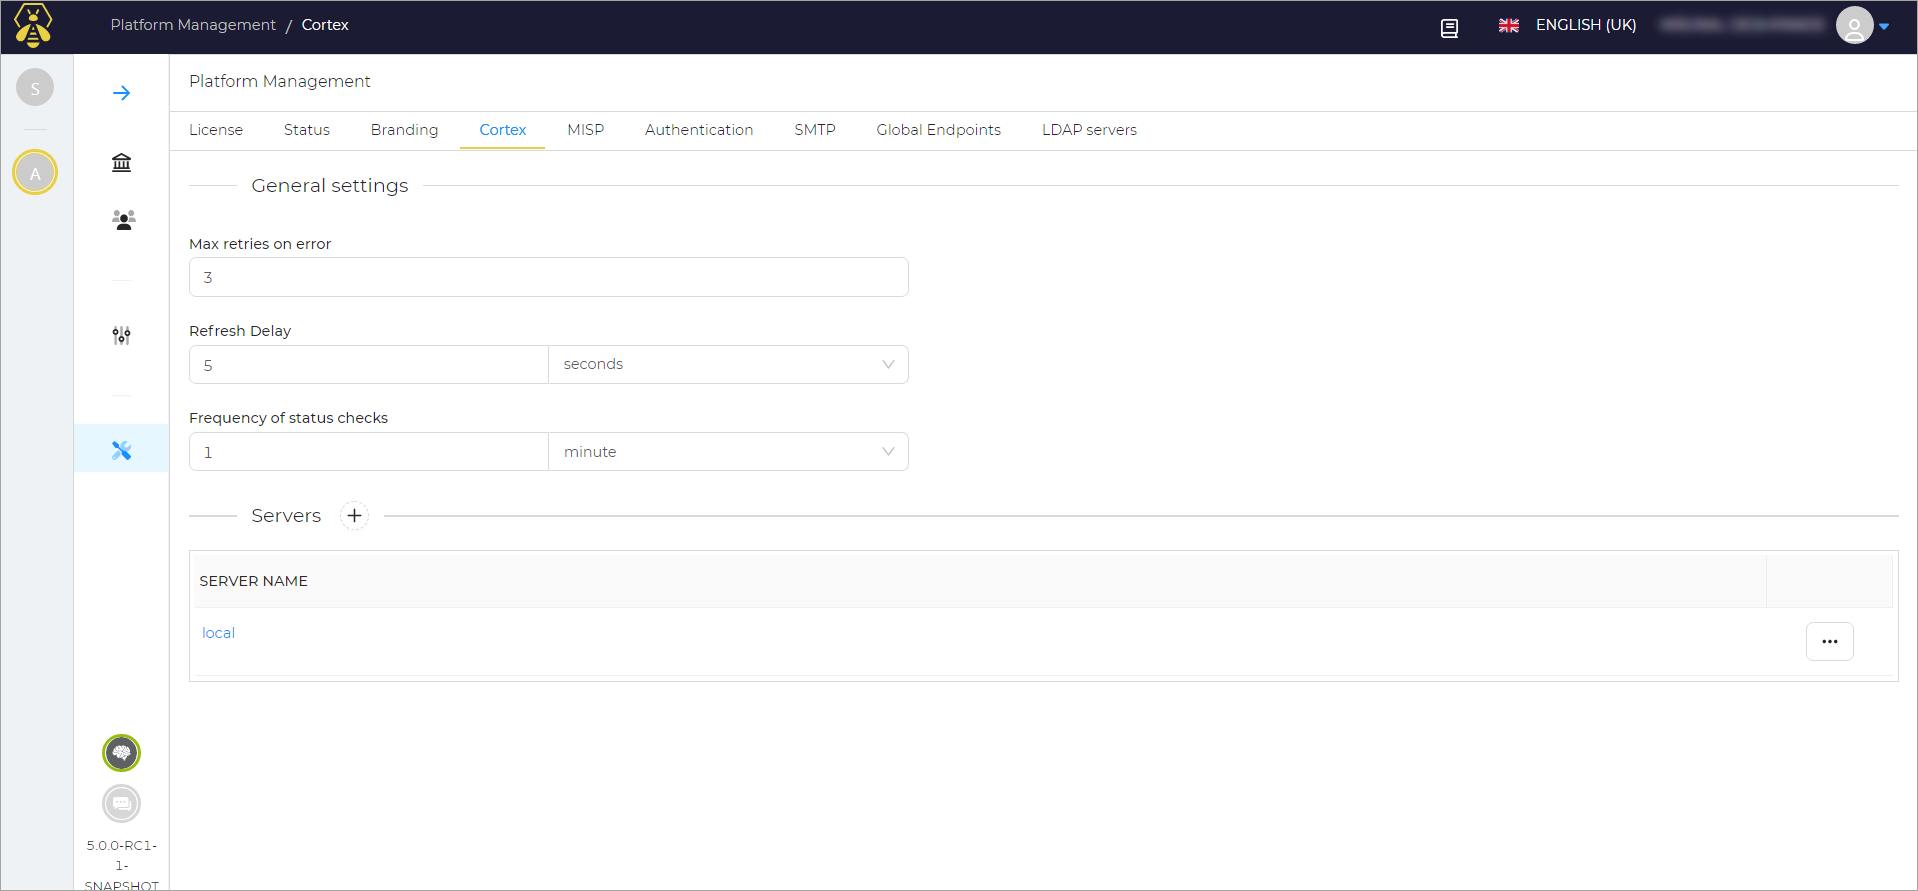 Platform Management / Cortex
ENGLISH (UK)
S
A
Platform Management
License Status Branding Cortex MISP Authentication SMTP Global Endpoints LDAP servers
General settings
Max retries on error
3
Refresh Delay
5 seconds
Frequency of status checks
1 minute
Servers
SERVER NAME
local
5.0.0-RC1-
1-
SNAPSHOT